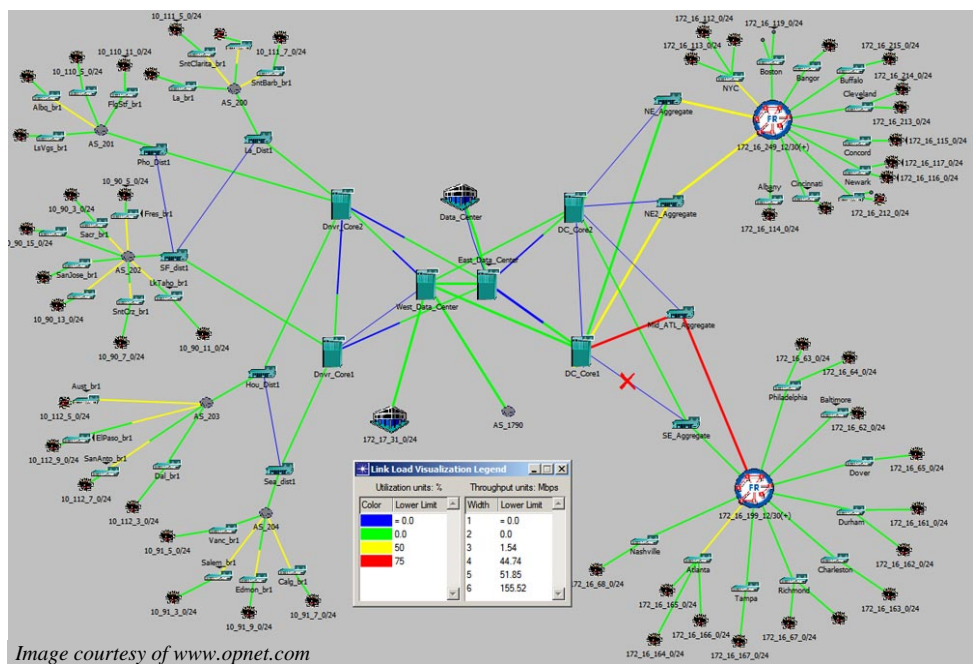 10_111_5_0/24
SntClarita_br1
10_111_7_0/24
SntBarb_br1
La_br1
AS_200
10_110_11_0/24
10_110_5_0/24
Albq_br1
FlgStf_br1
LsVgs_br1
AS_201
Pho_Dist1
La_Dist1
10_90_5_0/24
10_90_3_0/24
Fres_br1
Sacr_br1
10_90_15_0/24
AS_202
SF_dist1
SanJose_br1
LkTaho_br1
SntCrz_br1
10_90_13_0/24
10_90_7_0/24
10_90_11_0/24
Dnvr_Core2
Data_Center
East_Data_Center
West_Data_Center
Dnvr_Core1
DC_Core2
DC_Core1
NE_Aggregate
NE2_Aggregate
Mid_ATL_Aggregate
SE_Aggregate
172_16_112_0/24
172_16_119_0/24
172_16_113_0/24
Boston
NYC
Bangor
172_16_215_0/24
Buffalo
172_16_214_0/24
Cleveland
172_16_213_0/24
FR
172_16_249_12/30(+)
172_16_115_0/24
Concord
172_16_117_0/24
Newark
172_16_116_0/24
Albany
Cincinnati
172_16_212_0/24
172_16_114_0/24
Hou_Dist1
Aust_br1
10_112_5_0/24
AS_203
ElPaso_br1
10_112_9_0/24
SanAnto_br1
10_112_7_0/24
Dal_br1
10_112_3_0/24
Sea_dist1
AS_204
Vanc_br1
10_91_5_0/24
Salem_br1
Edmon_br1
Calg_br1
10_91_3_0/24
10_91_9_0/24
10_91_7_0/24
172_17_31_0/24
AS_1790
172_16_63_0/24
172_16_64_0/24
Philadelphia
Baltimore
172_16_62_0/24
Dover
172_16_65_0/24
FR
172_16_199_12/30(+)
172_16_161_0/24
Durham
172_16_162_0/24
Nashville
172_16_68_0/24
Atlanta
Tampa
Richmond
Charleston
172_16_163_0/24
172_16_165_0/24
172_16_166_0/24
172_16_67_0/24
172_16_164_0/24
172_16_167_0/24
Link Load Visualization Legend
Utilization units: %
Throughput units: Mbps
Color Lower Limit
Width Lower Limit
= 0.0
1 = 0.0
0.0
2 0.0
50
3 1.54
75
4 44.74
5 51.85
6 155.52
Image courtesy of www.opnet.com